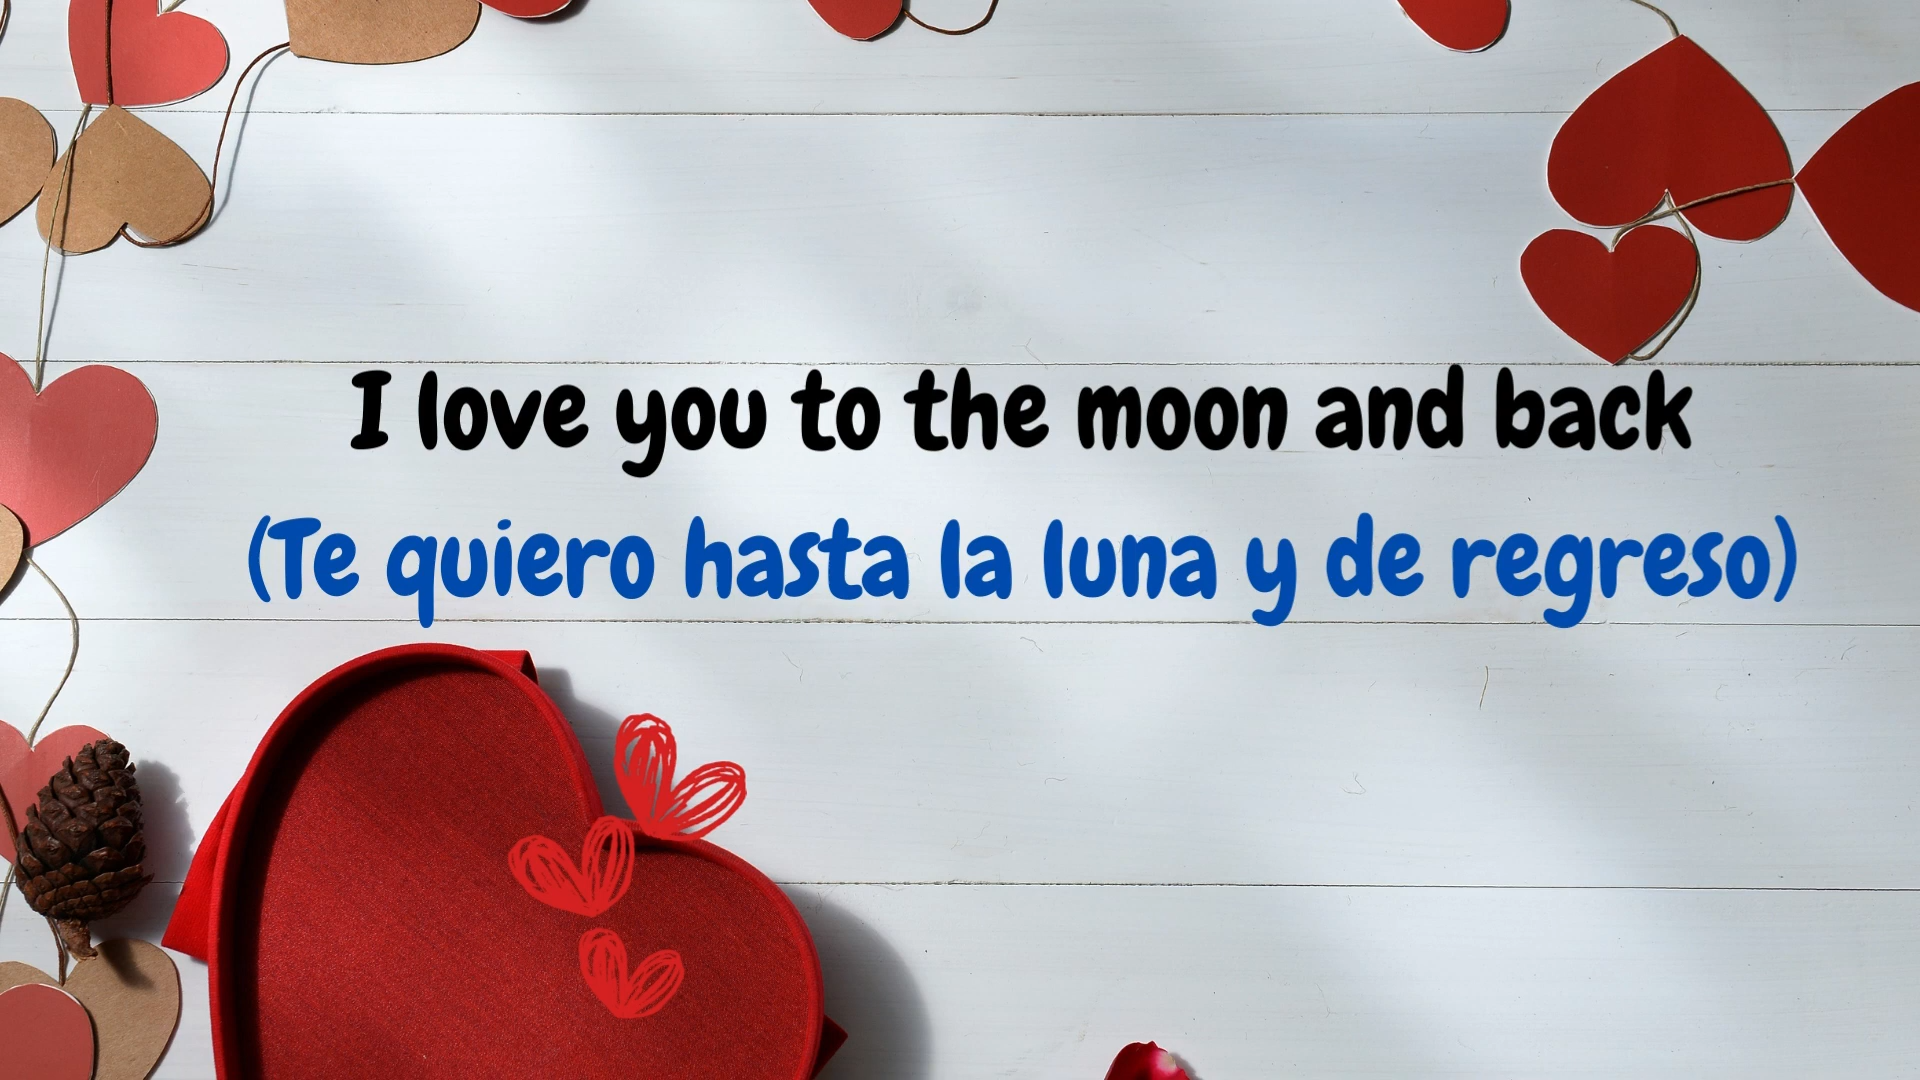 I love you to the moon and back
(Te quiero hasta la luna y de regreso)